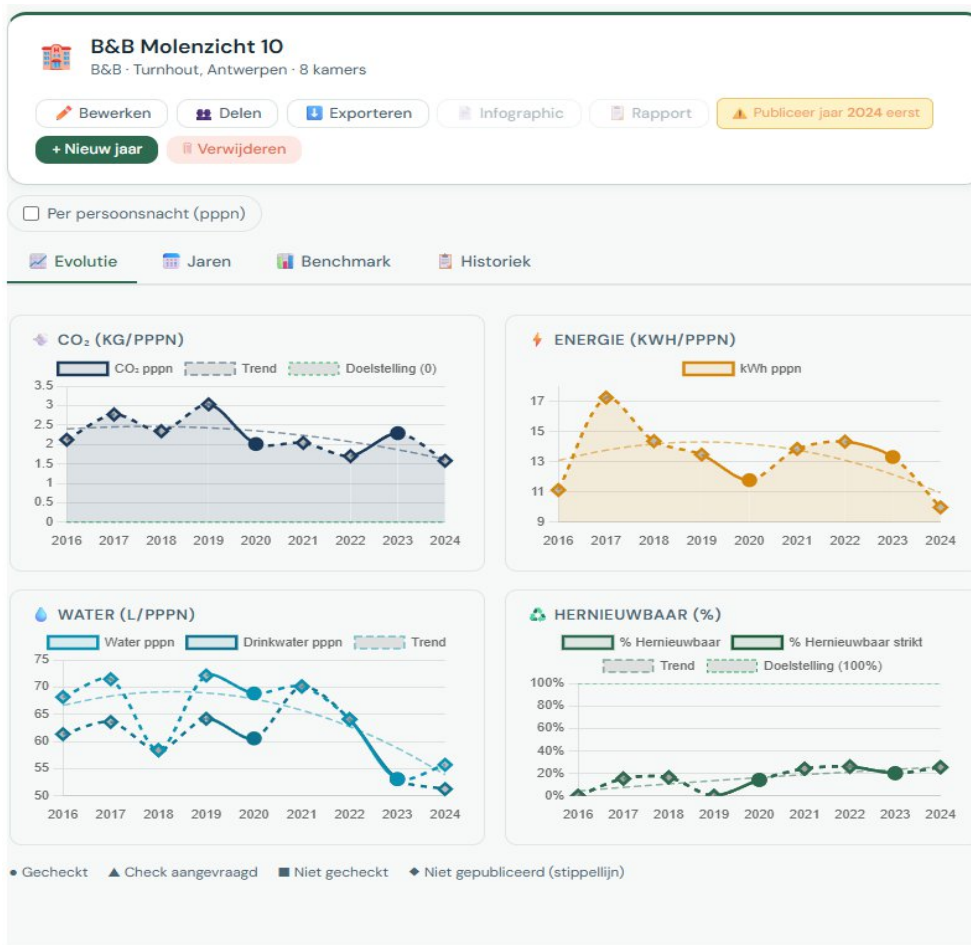 B&B Molenzicht 10
B&B · Turnhout, Antwerpen · 8 kamers
Bewerken Delen Exporteren Infographic Rapport Publiceer jaar 2024 eerst
+ Nieuw jaar Verwijderen
Per persoonsnacht (pppn)
Evolutie Jaren Benchmark Historiek
CO₂ (KG/PPPN)
CO₂ pppn Trend Doelstelling (0)
3.5
3
2.5
2
1.5
1
0.5
0
2016 2017 2018 2019 2020 2021 2022 2023 2024
ENERGIE (KWH/PPPN)
kWh pppn
17
15
13
11
9
2016 2017 2018 2019 2020 2021 2022 2023 2024
WATER (L/PPPN)
Water pppn Drinkwater pppn Trend
75
70
65
60
55
50
2016 2017 2018 2019 2020 2021 2022 2023 2024
HERNIEUWBAAR (%)
% Hernieuwbaar % Hernieuwbaar strikt
Trend Doelstelling (100%)
100%
80%
60%
40%
20%
0%
2016 2017 2018 2019 2020 2021 2022 2023 2024
● Gecheckt ▲ Check aangevraagd ■ Niet gecheckt ◆ Niet gepubliceerd (stippellijn)